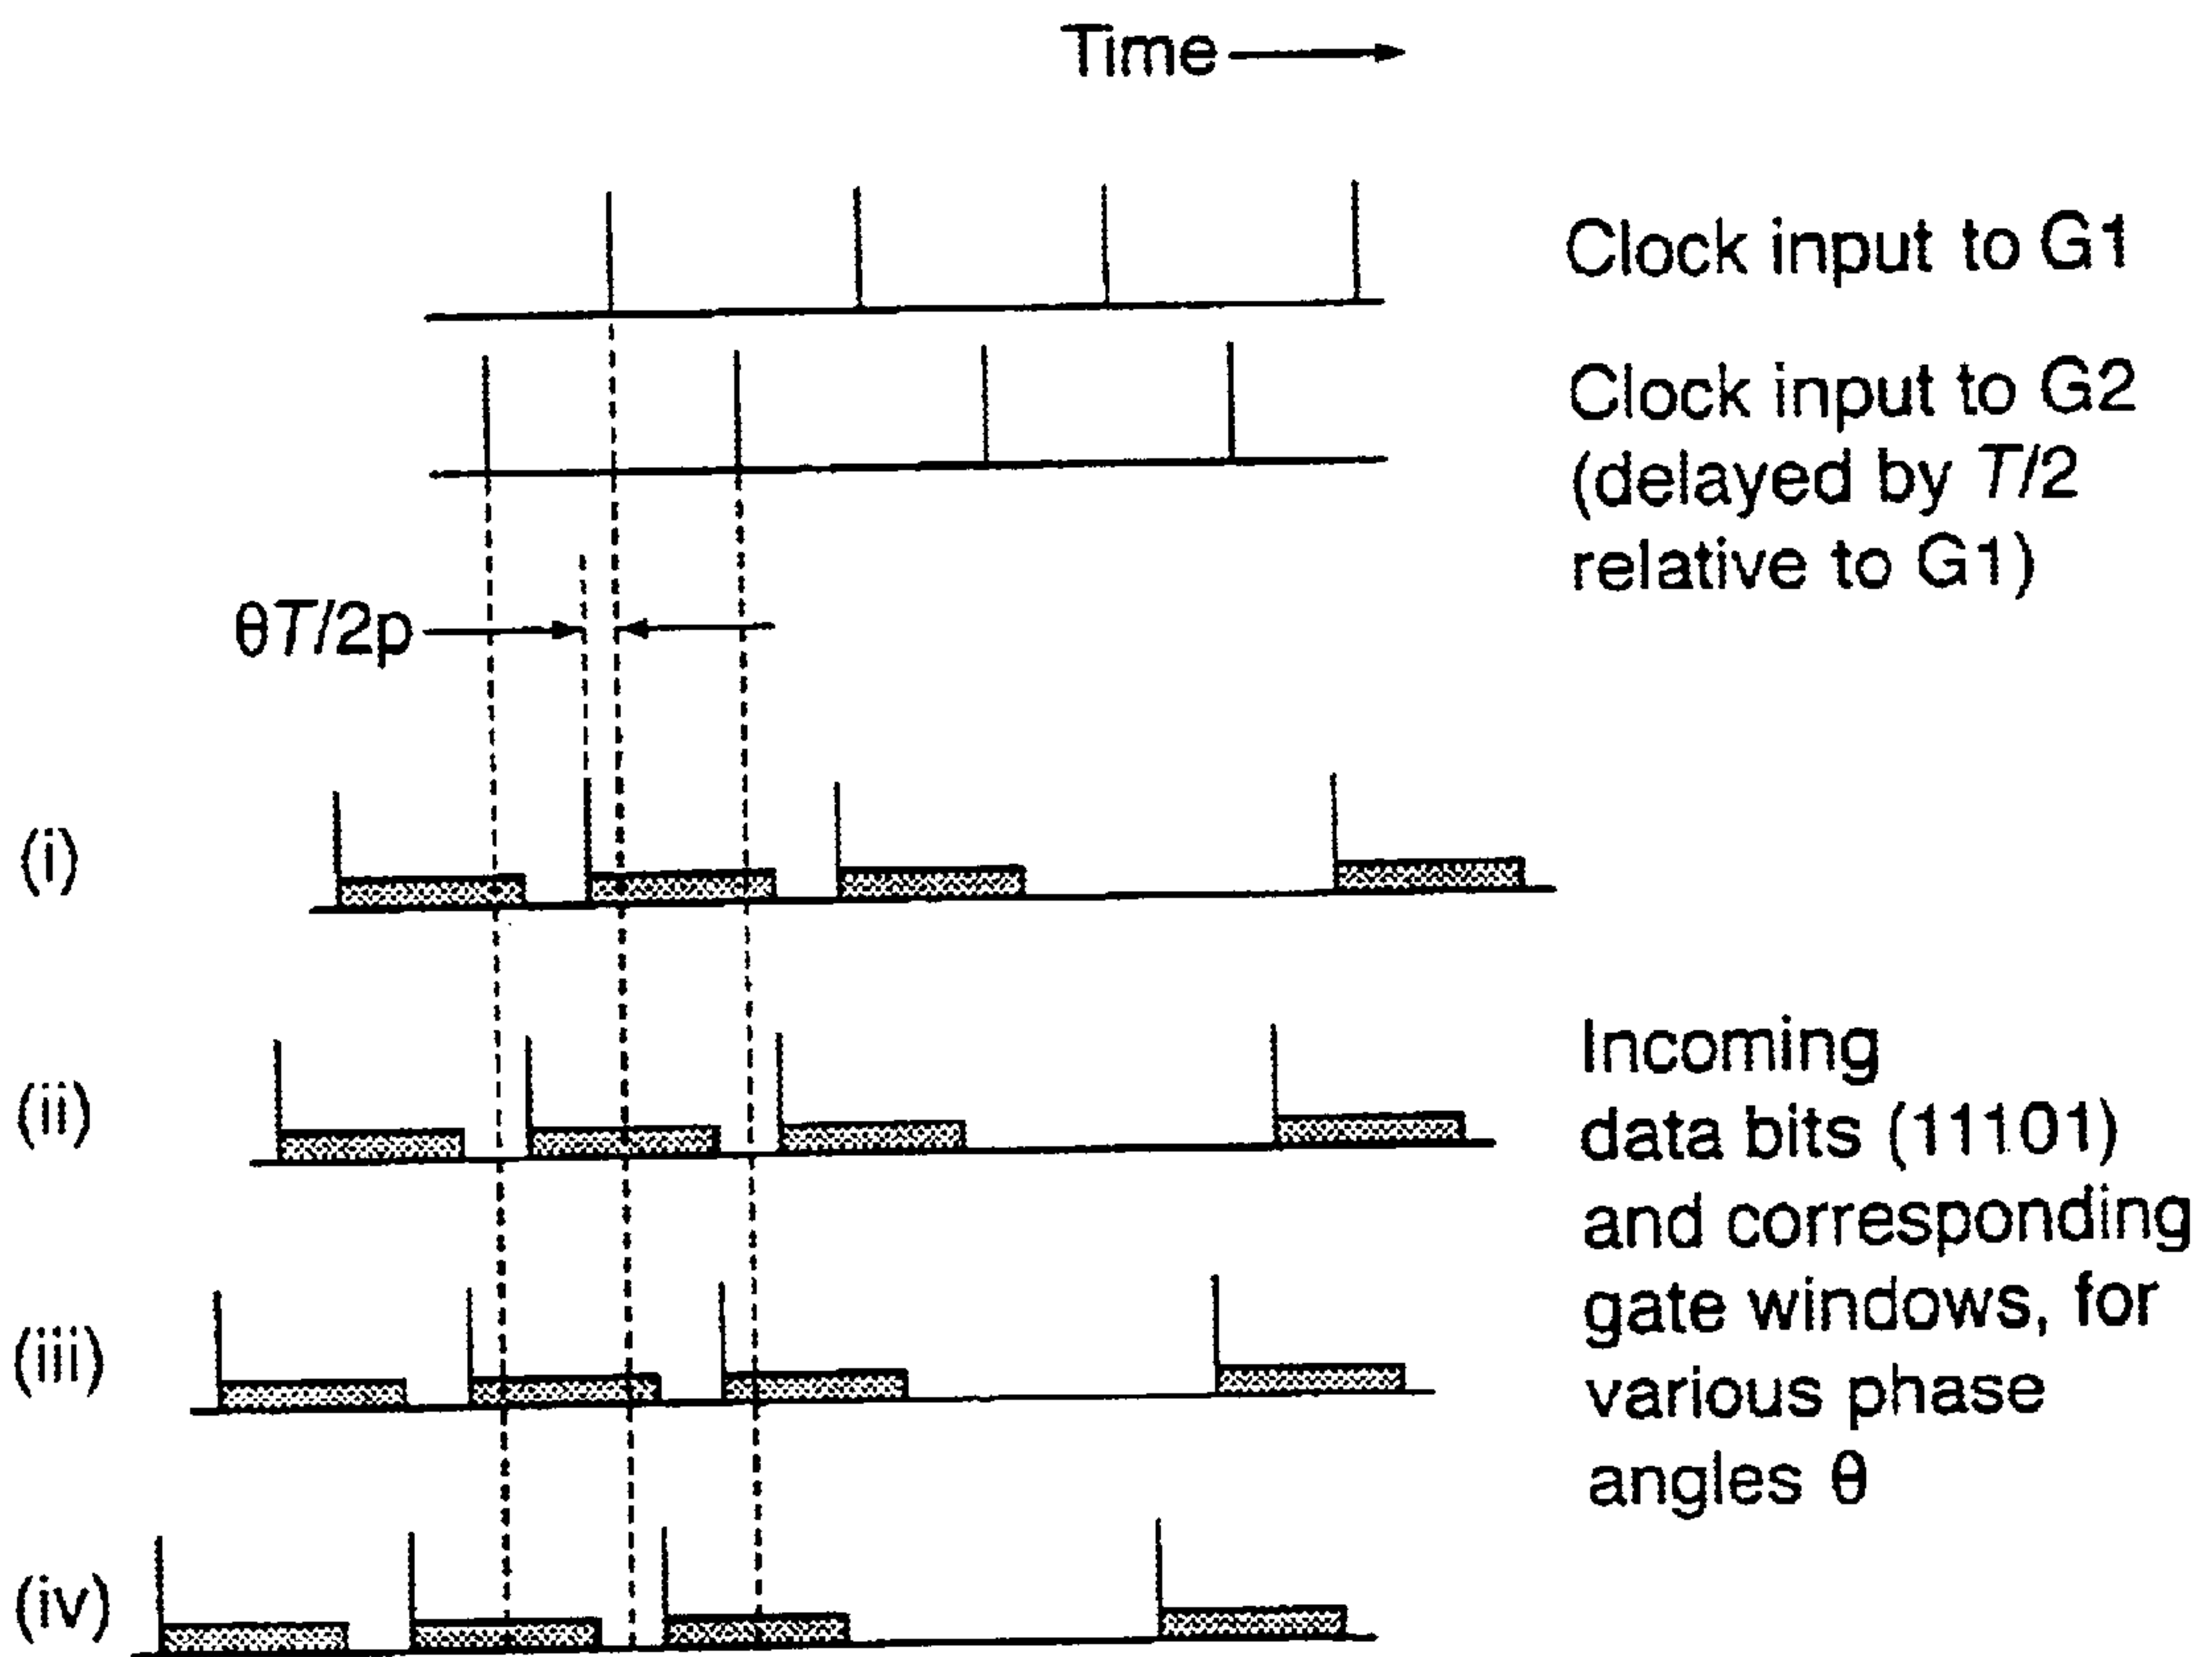 Time
Clock input to G1
Clock input to G2
(delayed by T/2
relative to G1)
θT/2p
(i)
(ii)
Incoming
data bits (11101)
and corresponding
gate windows, for
various phase
angles θ
(iii)
(iv)